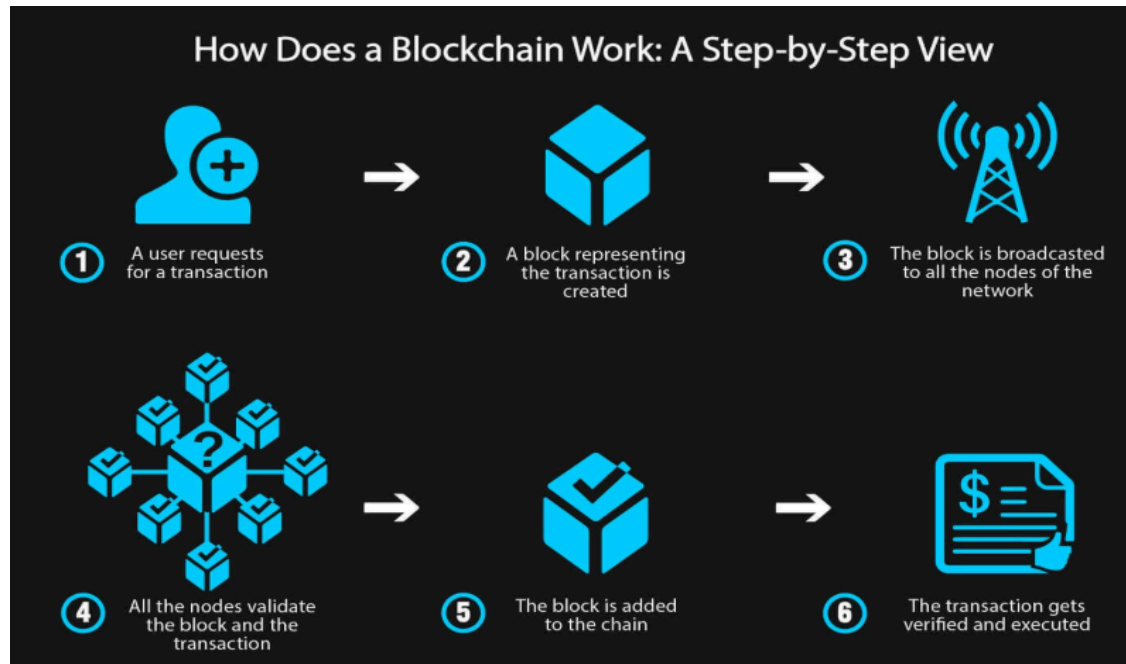 How Does a Blockchain Work: A Step-by-Step View
1
A user requests
for a transaction
2
A block representing
the transaction is
created
3
The block is broadcasted
to all the nodes of the
network
?
4
All the nodes validate
the block and the
transaction
5
The block is added
to the chain
$
6
The transaction gets
verified and executed